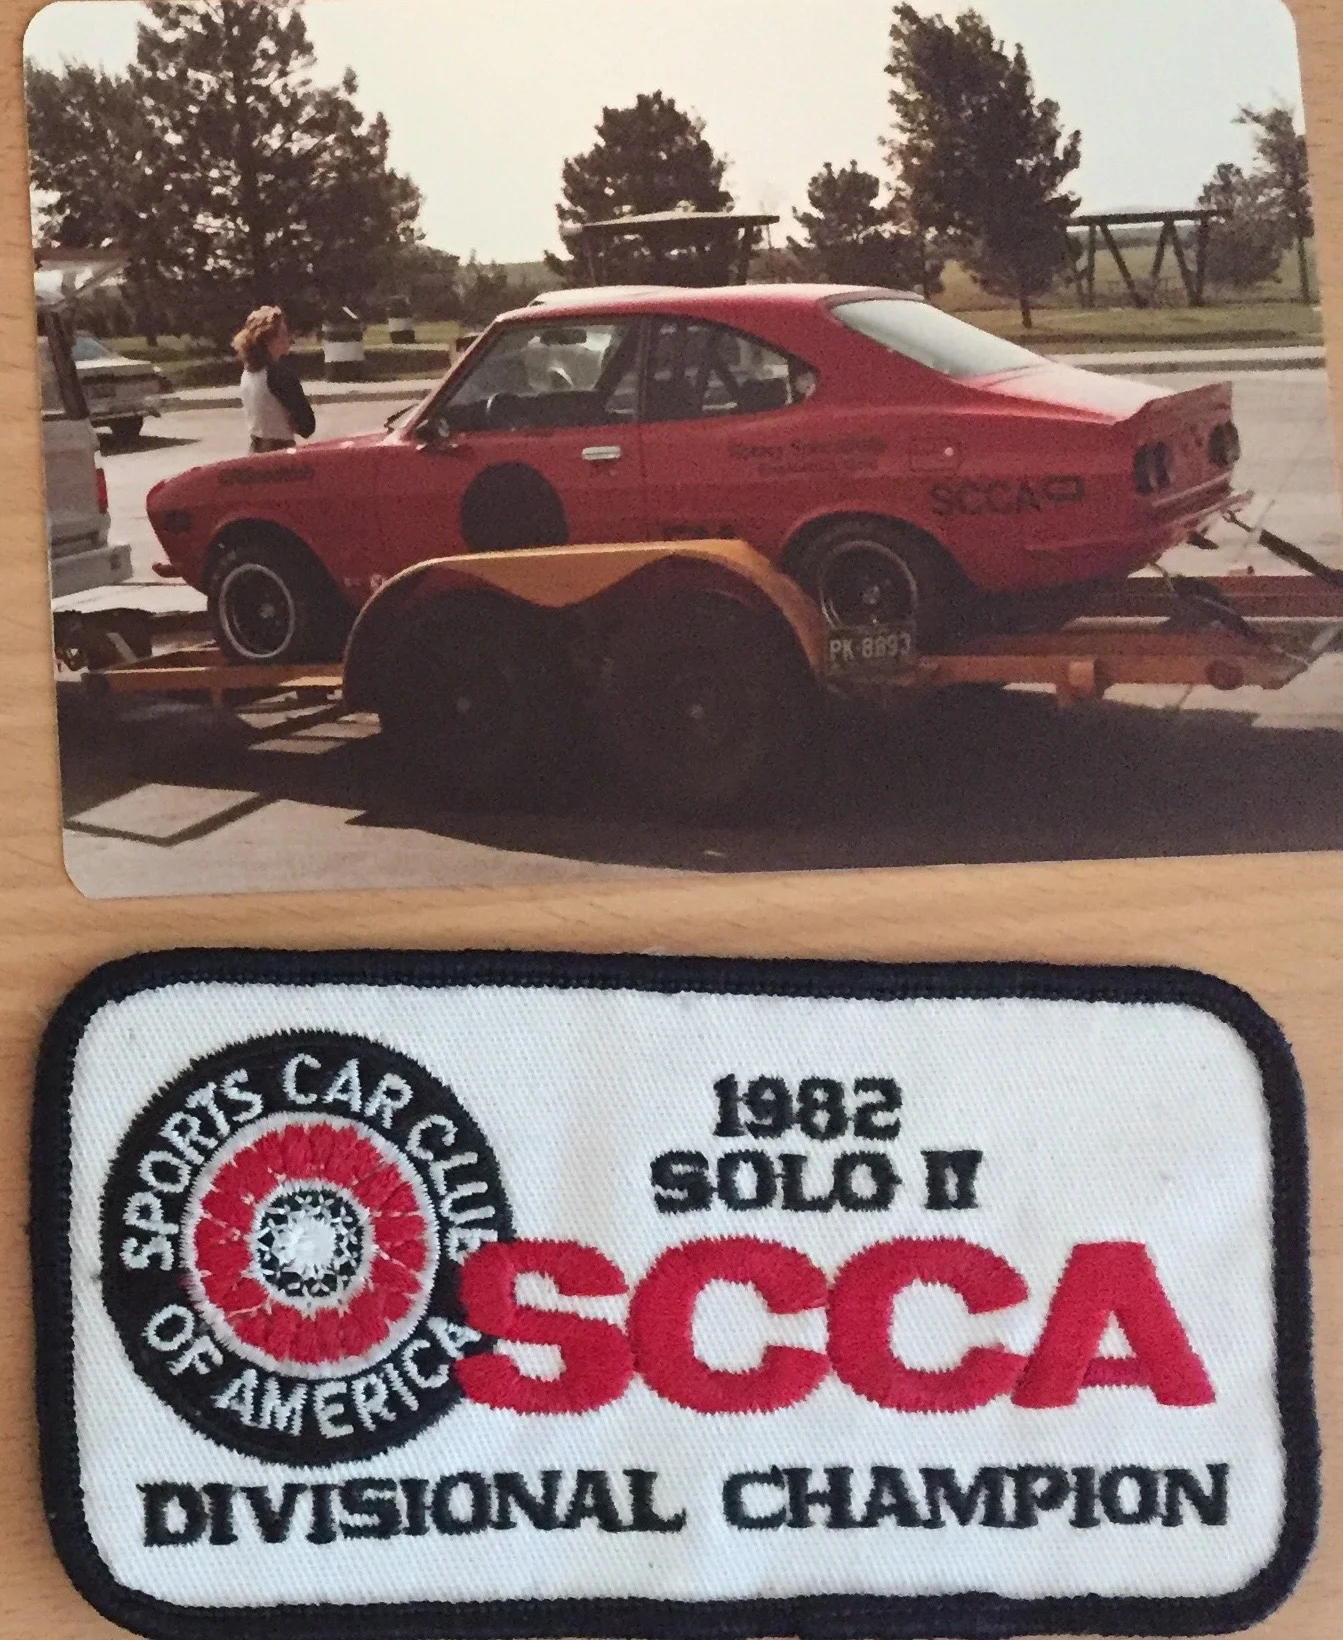 SCCA
PK-8893
SPORTS CAR CLUB
OF AMERICA
1982
SOLO II
SCCA
DIVISIONAL CHAMPION